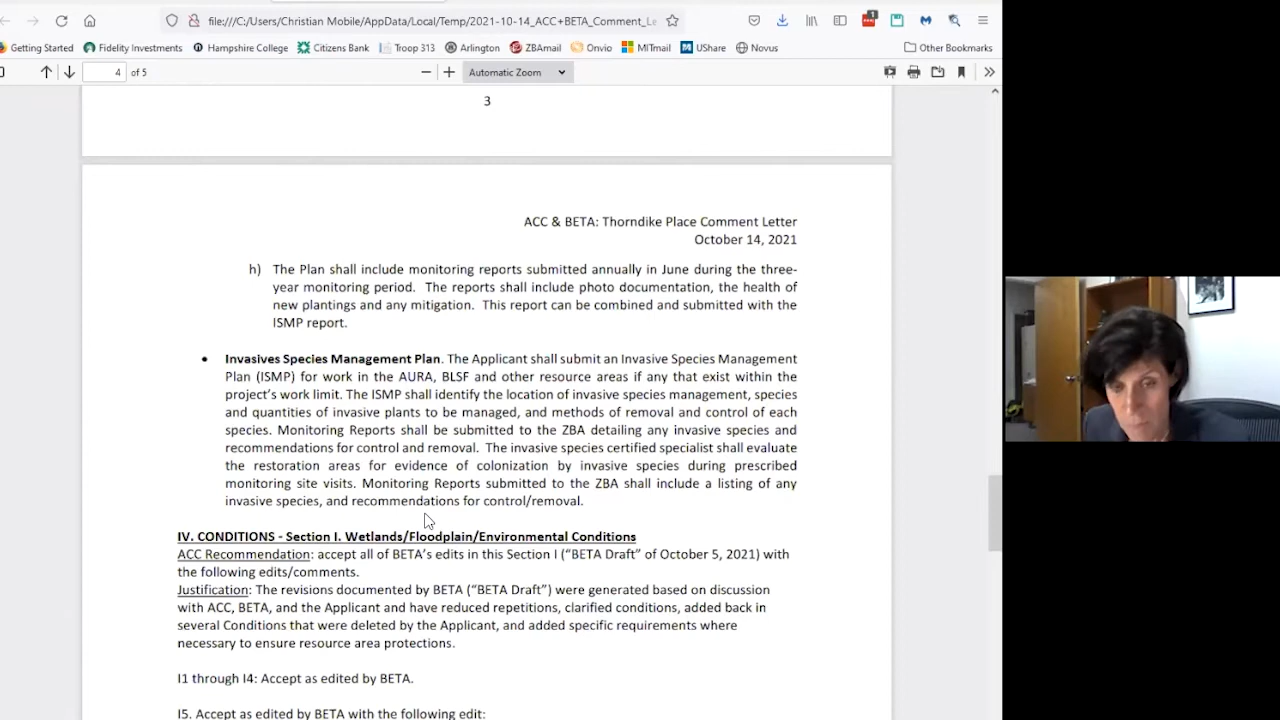 file:///C:/Users/Christian Mobile/AppData/Local/Temp/2021-10-14_ACC+BETA_Comment_Le
1
Getting Started Fidelity Investments Hampshire College Citizens Bank Troop 313 Arlington ZBAmail Onvio MITmail UShare Novus Other Bookmarks
4 of 5 Automatic Zoom
3
ACC & BETA: Thorndike Place Comment Letter
October 14, 2021
h) The Plan shall include monitoring reports submitted annually in June during the three-
year monitoring period. The reports shall include photo documentation, the health of
new plantings and any mitigation. This report can be combined and submitted with the
ISMP report.
• Invasives Species Management Plan. The Applicant shall submit an Invasive Species Management
Plan (ISMP) for work in the AURA, BLSF and other resource areas if any that exist within the
project's work limit. The ISMP shall identify the location of invasive species management, species
and quantities of invasive plants to be managed, and methods of removal and control of each
species. Monitoring Reports shall be submitted to the ZBA detailing any invasive species and
recommendations for control and removal. The invasive species certified specialist shall evaluate
the restoration areas for evidence of colonization by invasive species during prescribed
monitoring site visits. Monitoring Reports submitted to the ZBA shall include a listing of any
invasive species, and recommendations for control/removal.
IV. CONDITIONS - Section I. Wetlands/Floodplain/Environmental Conditions
ACC Recommendation: accept all of BETA's edits in this Section I ("BETA Draft" of October 5, 2021) with
the following edits/comments.
Justification: The revisions documented by BETA ("BETA Draft") were generated based on discussion
with ACC, BETA, and the Applicant and have reduced repetitions, clarified conditions, added back in
several Conditions that were deleted by the Applicant, and added specific requirements where
necessary to ensure resource area protections.
I1 through I4: Accept as edited by BETA.
I5. Accept as edited by BETA with the following edit: